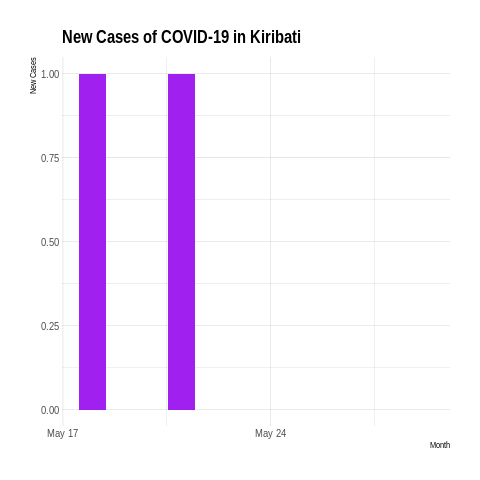 New Cases of COVID-19 in Kiribati
New Cases
1.00
0.75
0.50
0.25
0.00
May 17
May 24
Month